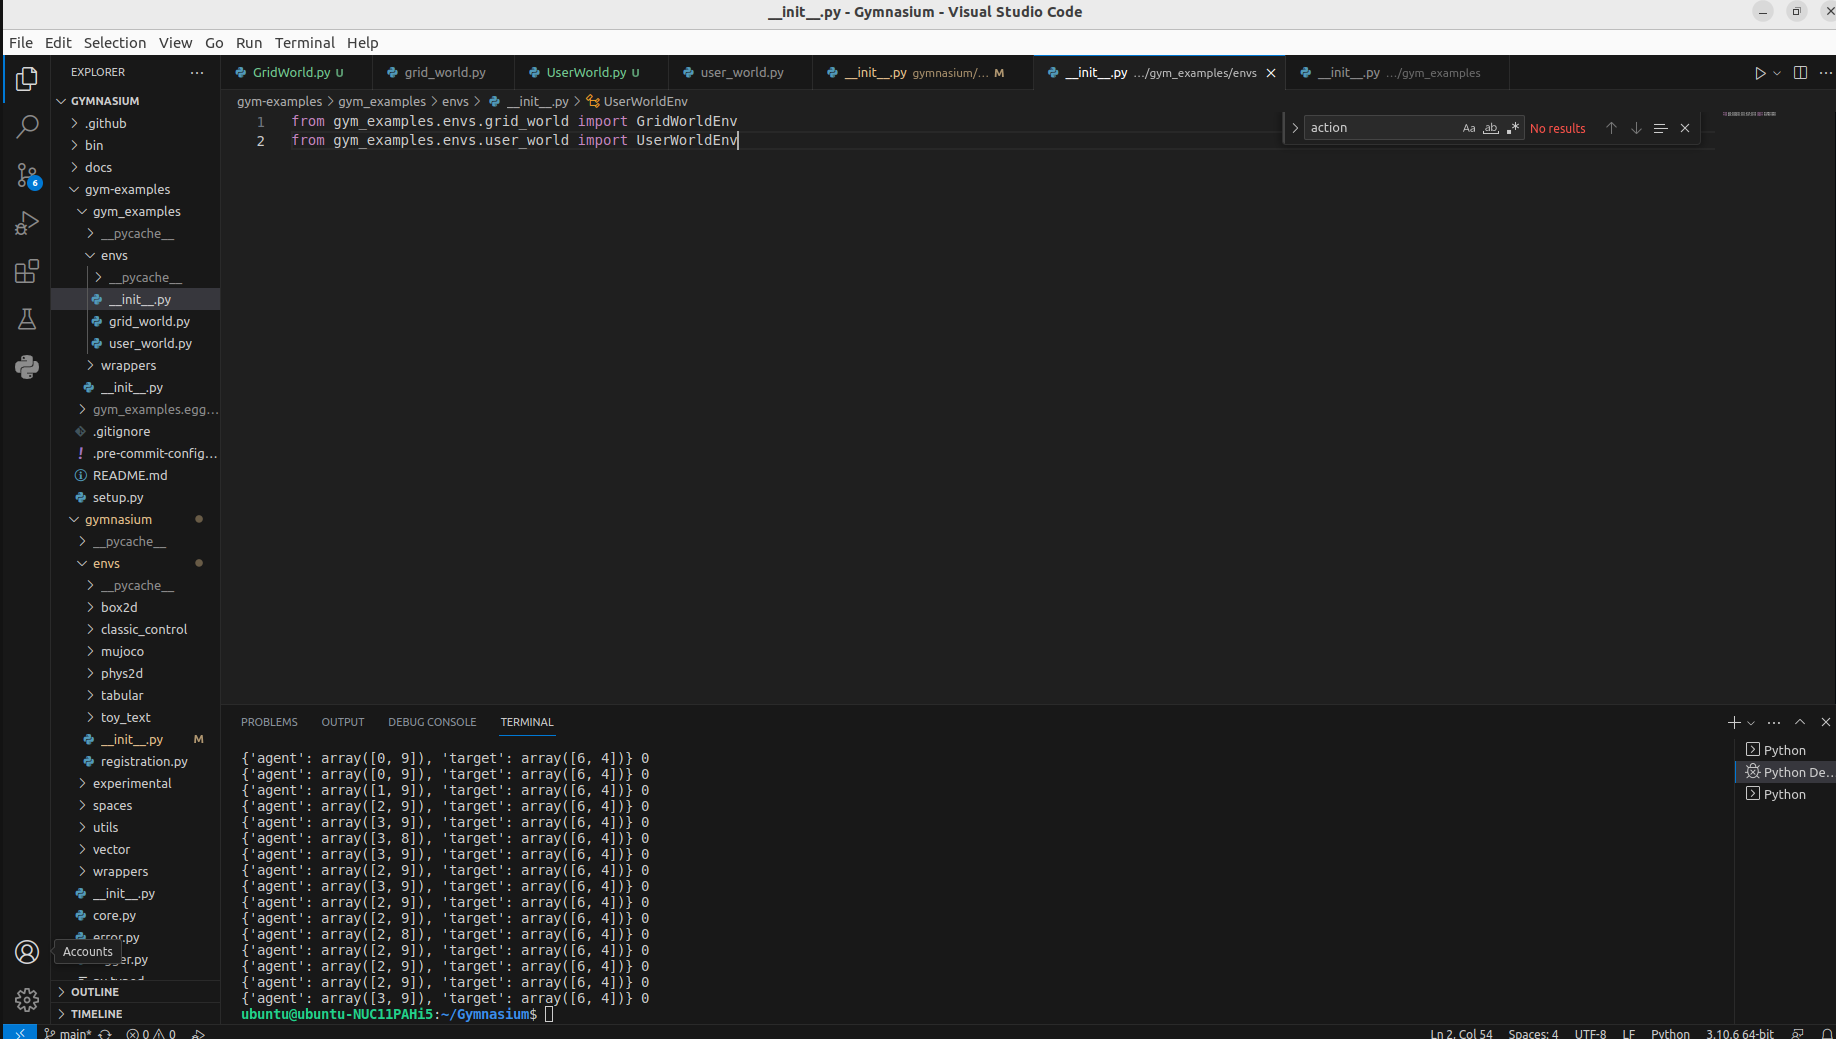 __init__.py - Gymnasium - Visual Studio Code
File Edit Selection View Go Run Terminal Help
EXPLORER
GYMNASIUM
.github
bin
docs
gym-examples
gym_examples
__pycache__
envs
__pycache__
__init__.py
grid_world.py
user_world.py
wrappers
__init__.py
gym_examples.egg...
.gitignore
! .pre-commit-config...
README.md
setup.py
gymnasium
__pycache__
envs
__pycache__
box2d
classic_control
mujoco
phys2d
tabular
toy_text
__init__.py M
registration.py
experimental
spaces
utils
vector
wrappers
__init__.py
core.py
error.py
Accounts
OUTLINE
TIMELINE
6
GridWorld.py U grid_world.py UserWorld.py U user_world.py __init__.py gymnasium/... M __init__.py .../gym_examples/envs __init__.py .../gym_examples
gym-examples > gym_examples > envs > __init__.py > UserWorldEnv
1 from gym_examples.envs.grid_world import GridWorldEnv
2 from gym_examples.envs.user_world import UserWorldEnv
action Aa ab .* No results
PROBLEMS OUTPUT DEBUG CONSOLE TERMINAL
{'agent': array([0, 9]), 'target': array([6, 4])} 0
{'agent': array([0, 9]), 'target': array([6, 4])} 0
{'agent': array([1, 9]), 'target': array([6, 4])} 0
{'agent': array([2, 9]), 'target': array([6, 4])} 0
{'agent': array([3, 9]), 'target': array([6, 4])} 0
{'agent': array([3, 8]), 'target': array([6, 4])} 0
{'agent': array([3, 9]), 'target': array([6, 4])} 0
{'agent': array([2, 9]), 'target': array([6, 4])} 0
{'agent': array([3, 9]), 'target': array([6, 4])} 0
{'agent': array([2, 9]), 'target': array([6, 4])} 0
{'agent': array([2, 9]), 'target': array([6, 4])} 0
{'agent': array([2, 8]), 'target': array([6, 4])} 0
{'agent': array([2, 9]), 'target': array([6, 4])} 0
{'agent': array([2, 9]), 'target': array([6, 4])} 0
{'agent': array([2, 9]), 'target': array([6, 4])} 0
{'agent': array([3, 9]), 'target': array([6, 4])} 0
ubuntu@ubuntu-NUC11PAHi5:~/Gymnasium$
Python
Python De...
Python
main* 0 0 Ln 2, Col 54 Spaces: 4 UTF-8 LF Python 3.10.6 64-bit